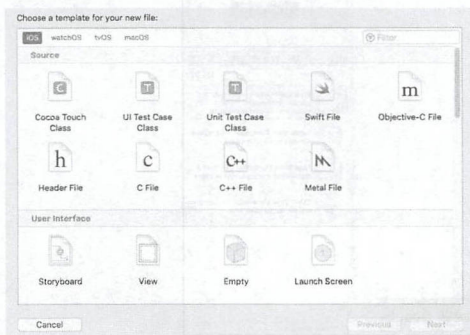 Choose a template for your new file:
iOS watchOS tvOS macOS Filter
Source
C T T m
Cocoa Touch Class
UI Test Case Class
Unit Test Case Class
Swift File
Objective-C File
h c C++
Header File
C File
C++ File
Metal File
User Interface
Storyboard
View
Empty
Launch Screen
Cancel Previous Next